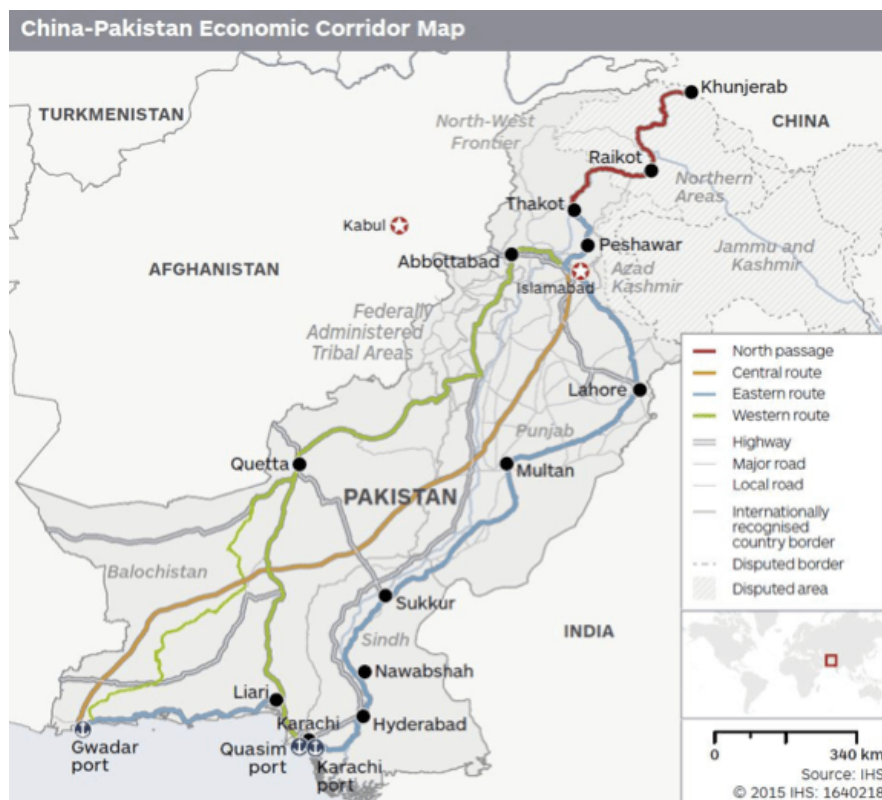 China-Pakistan Economic Corridor Map
TURKMENISTAN
North-West
Frontier
Khunjerab
CHINA
Raikot
Northern
Areas
Thakot
Kabul
Peshawar
Jammu and
Kashmir
Abbottabad
AFGHANISTAN
Azad
Kashmir
Islamabad
Federally
Administered
Tribal Areas
North passage
Central route
Eastern route
Western route
Highway
Major road
Local road
Internationally
recognised
country border
Disputed border
Disputed area
Lahore
Punjab
Quetta
Multan
PAKISTAN
Balochistan
Sukkur
Sindh
INDIA
Nawabshah
Liari
Karachi
Hyderabad
Gwadar
port
Quasim
port
Karachi
port
0
340 km
Source: IHS
© 2015 IHS: 1640218